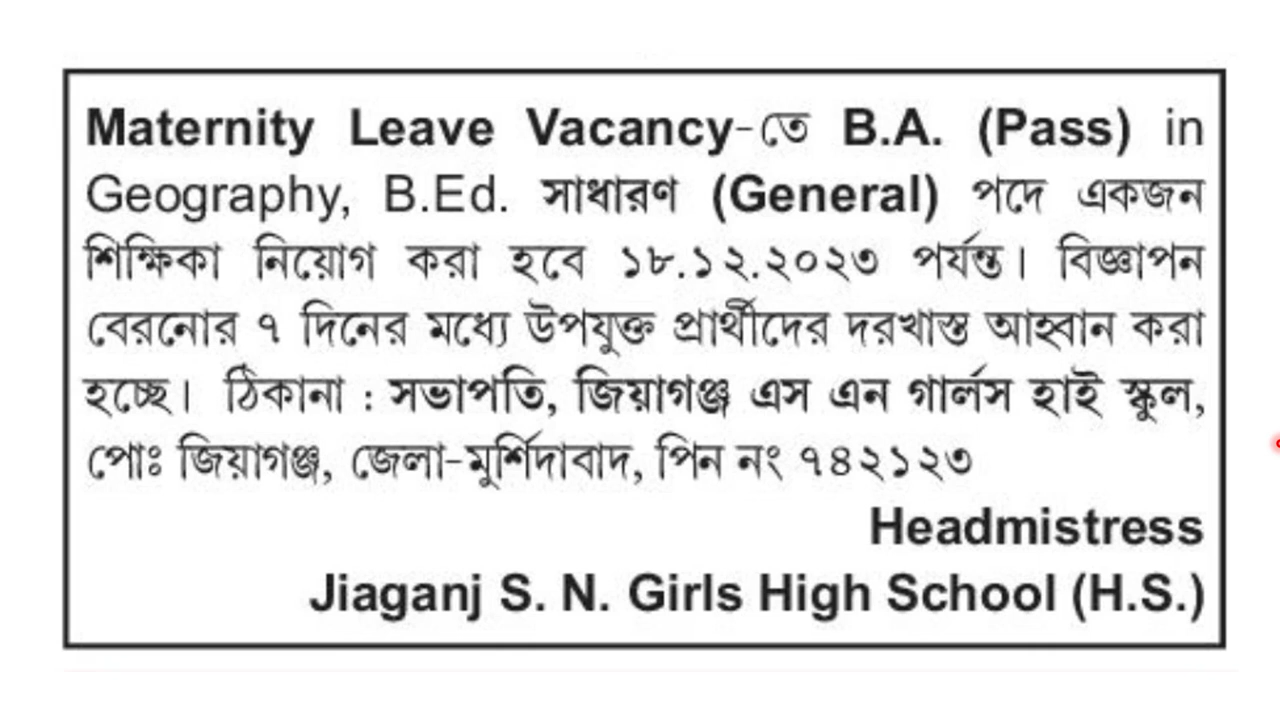 Maternity Leave Vacancy-তে B.A. (Pass) in
Geography, B.Ed. সাধারণ (General) পদে একজন
শিক্ষিকা নিয়োগ করা হবে ১৮.১২.২০২৩ পর্যন্ত। বিজ্ঞাপন
বেরনোর ৭ দিনের মধ্যে উপযুক্ত প্রার্থীদের দরখাস্ত আহ্বান করা
হচ্ছে। ঠিকানা : সভাপতি, জিয়াগঞ্জ এস এন গার্লস হাই স্কুল,
পোঃ জিয়াগঞ্জ, জেলা-মুর্শিদাবাদ, পিন নং ৭৪২১২৩
Headmistress
Jiaganj S. N. Girls High School (H.S.)